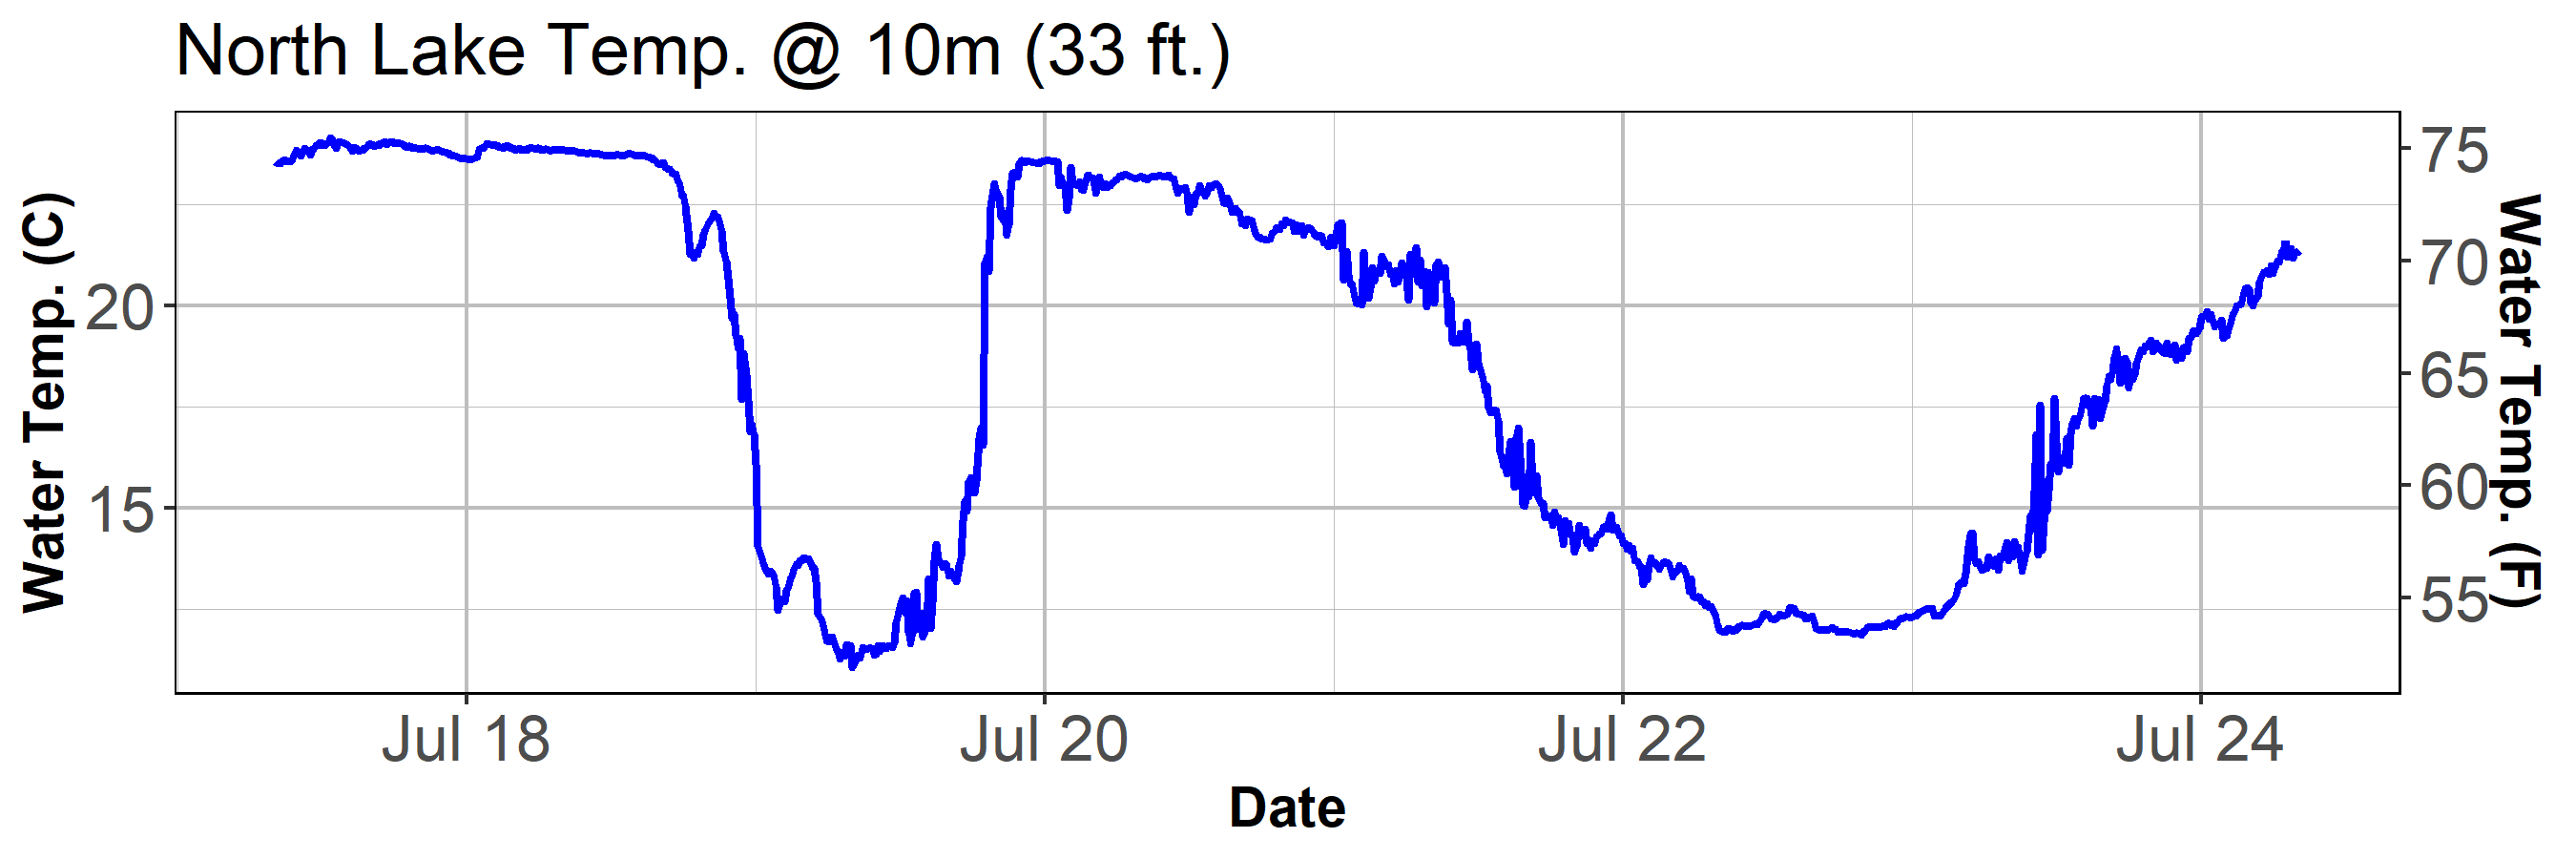 North Lake Temp. @ 10m (33 ft.)
Water Temp. (C)
20
15
75
70
65
60
55
Water Temp. (F)
Jul 18
Jul 20
Jul 22
Jul 24
Date